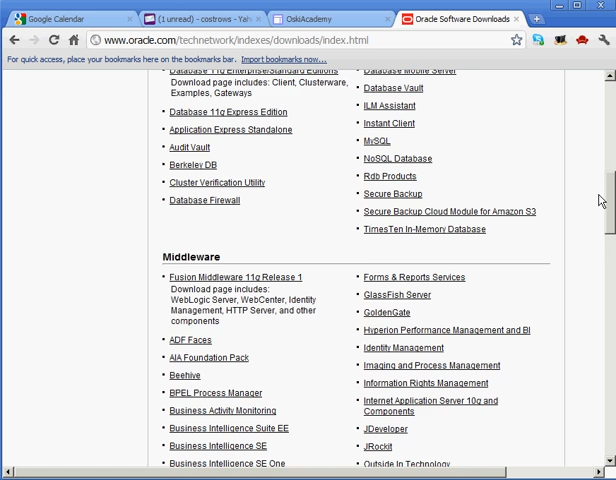 Google Calendar
(1 unread) - costrows - Yah
OskiAcademy
Oracle Software Downloads
www.oracle.com/technetwork/indexes/downloads/index.html
For quick access, place your bookmarks here on the bookmarks bar. Import bookmarks now...
Database 11g Enterprise/Standard Editions
Download page includes: Client, Clusterware,
Examples, Gateways
Database 11g Express Edition
Application Express Standalone
Audit Vault
Berkeley DB
Cluster Verification Utility
Database Firewall
Database Mobile Server
Database Vault
ILM Assistant
Instant Client
MySQL
NoSQL Database
Rdb Products
Secure Backup
Secure Backup Cloud Module for Amazon S3
TimesTen In-Memory Database
Middleware
Fusion Middleware 11g Release 1
Download page includes:
WebLogic Server, WebCenter, Identity
Management, HTTP Server, and other
components
ADF Faces
AIA Foundation Pack
Beehive
BPEL Process Manager
Business Activity Monitoring
Business Intelligence Suite EE
Business Intelligence SE
Business Intelligence SE One
Forms & Reports Services
GlassFish Server
GoldenGate
Hyperion Performance Management and BI
Identity Management
Imaging and Process Management
Information Rights Management
Internet Application Server 10g and
Components
JDeveloper
JRockit
Outside In Technology